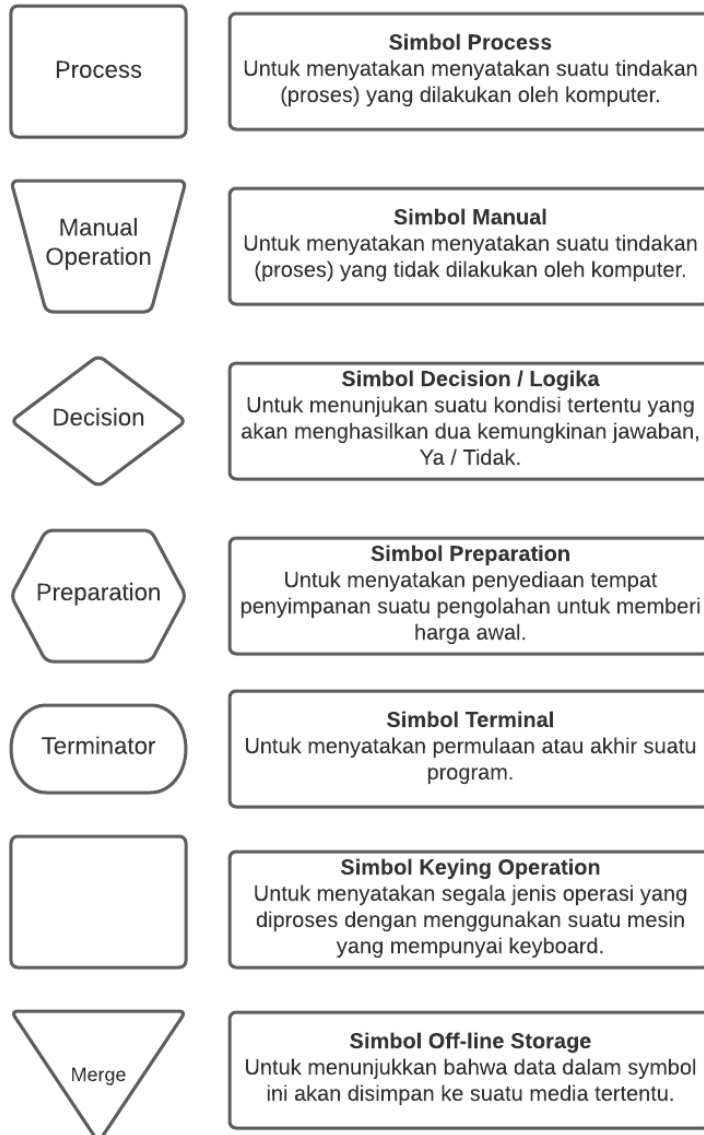 Process
Simbol Process
Untuk menyatakan menyatakan suatu tindakan
(proses) yang dilakukan oleh komputer.
Manual
Operation
Simbol Manual
Untuk menyatakan menyatakan suatu tindakan
(proses) yang tidak dilakukan oleh komputer.
Decision
Simbol Decision / Logika
Untuk menunjukan suatu kondisi tertentu yang
akan menghasilkan dua kemungkinan jawaban,
Ya / Tidak.
Preparation
Simbol Preparation
Untuk menyatakan penyediaan tempat
penyimpanan suatu pengolahan untuk memberi
harga awal.
Terminator
Simbol Terminal
Untuk menyatakan permulaan atau akhir suatu
program.
Simbol Keying Operation
Untuk menyatakan segala jenis operasi yang
diproses dengan menggunakan suatu mesin
yang mempunyai keyboard.
Merge
Simbol Off-line Storage
Untuk menunjukkan bahwa data dalam symbol
ini akan disimpan ke suatu media tertentu.